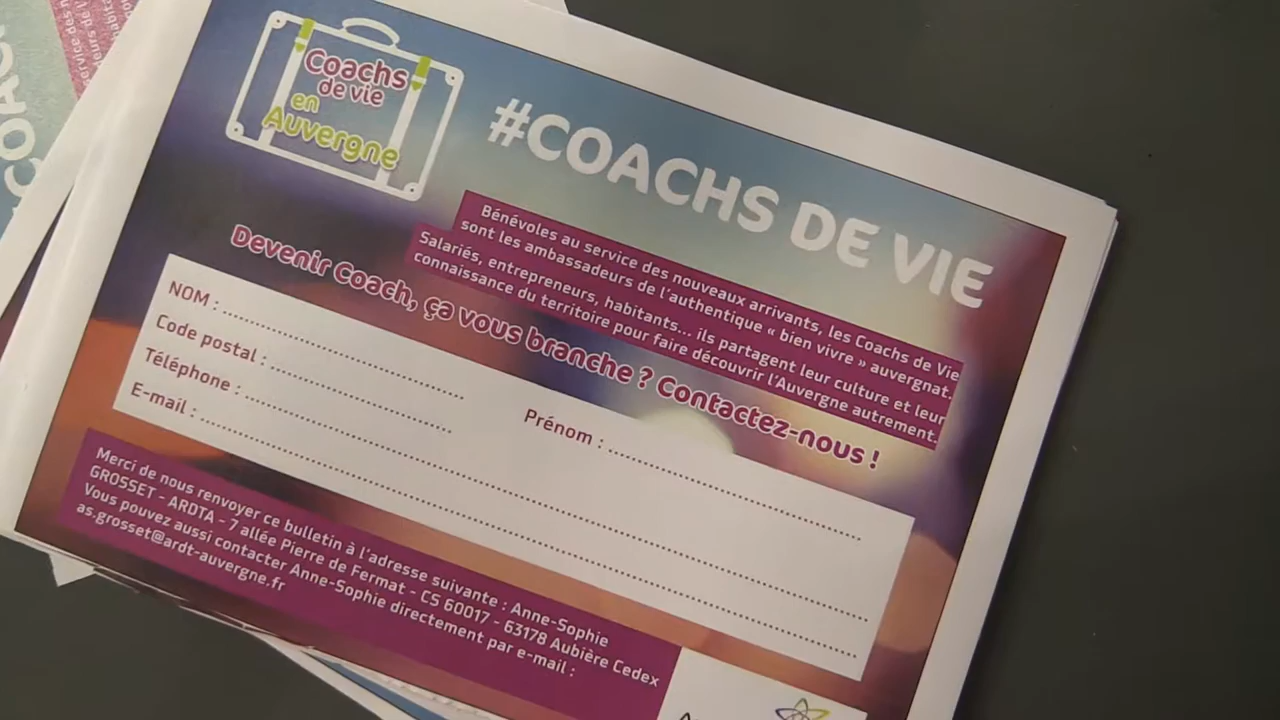 Coachs
de vie
en
Auvergne
#COACHS DE VIE
Bénévoles au service des nouveaux arrivants, les Coachs de Vie
sont les ambassadeurs de l'authentique « bien vivre » auvergnat.
Salariés, entrepreneurs, habitants... ils partagent leur culture et leur
connaissance du territoire pour faire découvrir l'Auvergne autrement.
Devenir Coach, ça vous branche ? Contactez-nous !
NOM :
Prénom :
Code postal :
Téléphone :
E-mail :
Merci de nous renvoyer ce bulletin à l'adresse suivante : Anne-Sophie
GROSSET - ARDTA - 7 allée Pierre de Fermat - CS 60017 - 63178 Aubière Cedex
Vous pouvez aussi contacter Anne-Sophie directement par e-mail :
as.grosset@ardt-auvergne.fr